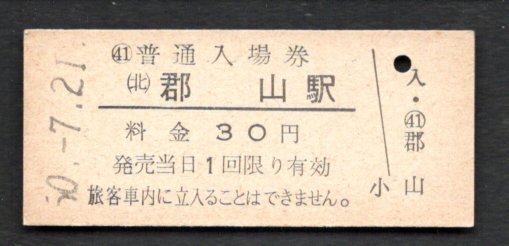 ㊶普通入場券
㈫郡山駅
料金30円
発売当日1回限り有効
旅客車内に立入ることはできません。
入・㊶郡山
小
0.-7.21